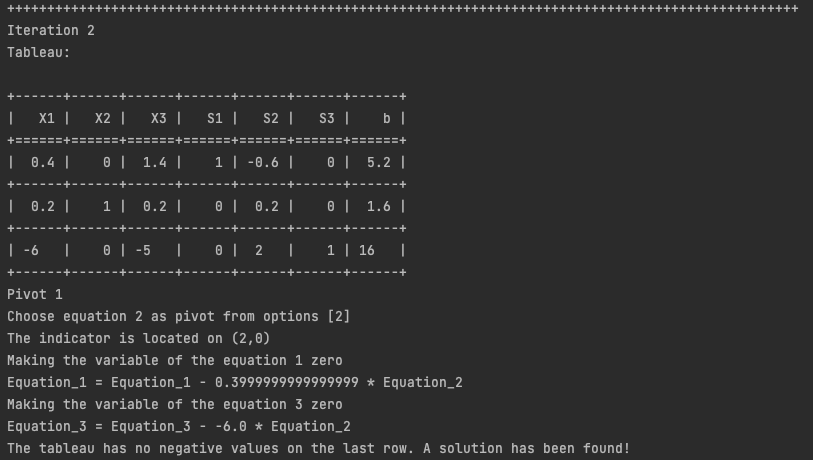 +++++++++++++++++++++++++++++++++++++++++++++++++++++++++++++++++++++++++++++++++++++++++++++++++++
Iteration 2
Tableau:
+------+------+------+------+------+------+------+
|   X1 |   X2 |   X3 |   S1 |   S2 |   S3 |    b |
+======+======+======+======+======+======+======+
|  0.4 |    0 |  1.4 |    1 | -0.6 |    0 |  5.2 |
+------+------+------+------+------+------+------+
|  0.2 |    1 |  0.2 |    0 |  0.2 |    0 |  1.6 |
+------+------+------+------+------+------+------+
| -6   |    0 | -5   |    0 |  2   |    1 | 16   |
+------+------+------+------+------+------+------+
Pivot 1
Choose equation 2 as pivot from options [2]
The indicator is located on (2,0)
Making the variable of the equation 1 zero
Equation_1 = Equation_1 - 0.3999999999999999 * Equation_2
Making the variable of the equation 3 zero
Equation_3 = Equation_3 - -6.0 * Equation_2
The tableau has no negative values on the last row. A solution has been found!